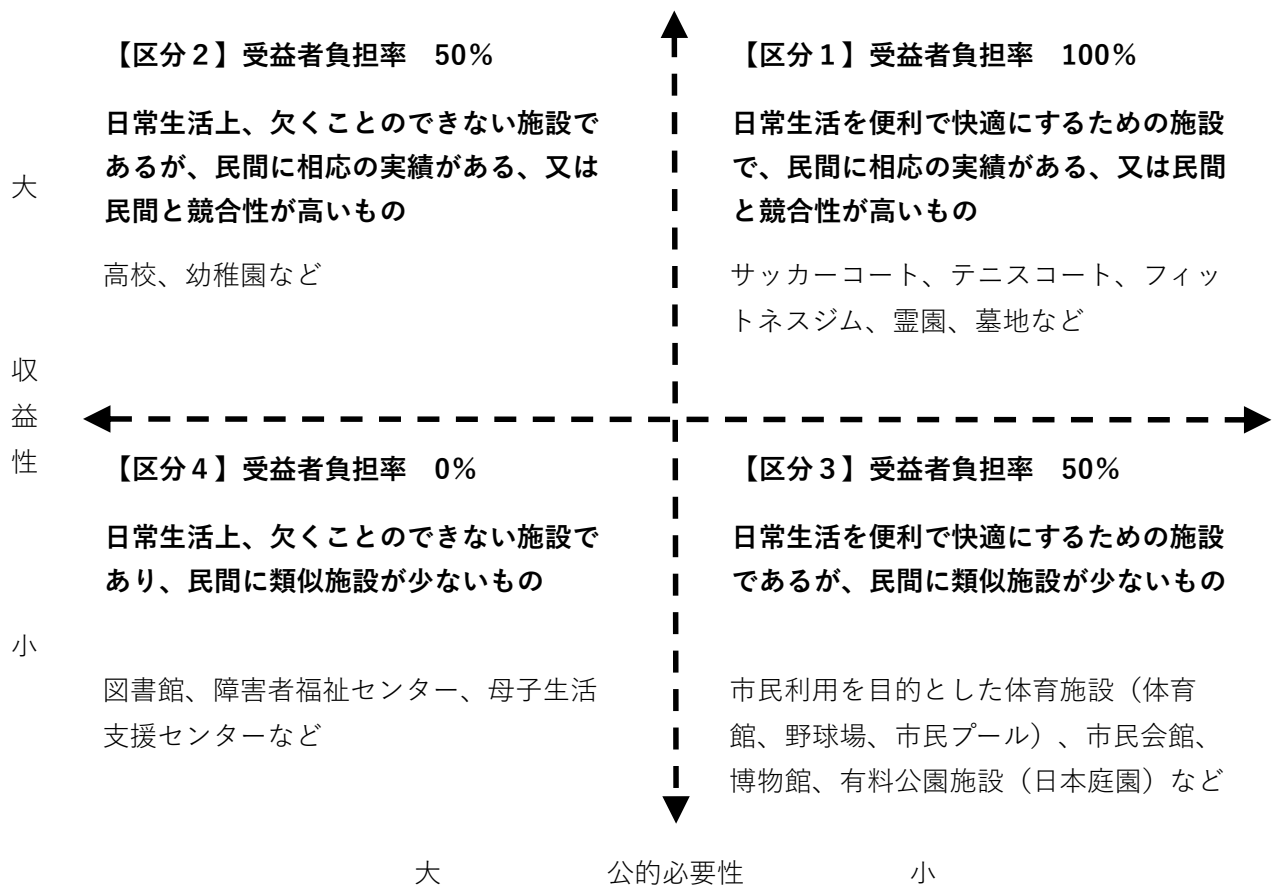 【区分２】受益者負担率　50％
日常生活上、欠くことのできない施設で
あるが、民間に相応の実績がある、又は
民間と競合性が高いもの
高校、幼稚園など
【区分１】受益者負担率　100％
日常生活を便利で快適にするための施設
で、民間に相応の実績がある、又は民間
と競合性が高いもの
サッカーコート、テニスコート、フィッ
トネスジム、霊園、墓地など
大
収
益
性
小
【区分４】受益者負担率　0％
日常生活上、欠くことのできない施設で
あり、民間に類似施設が少ないもの
図書館、障害者福祉センター、母子生活
支援センターなど
【区分３】受益者負担率　50％
日常生活を便利で快適にするための施設
であるが、民間に類似施設が少ないもの
市民利用を目的とした体育施設（体育
館、野球場、市民プール）、市民会館、
博物館、有料公園施設（日本庭園）など
大　公的必要性　小